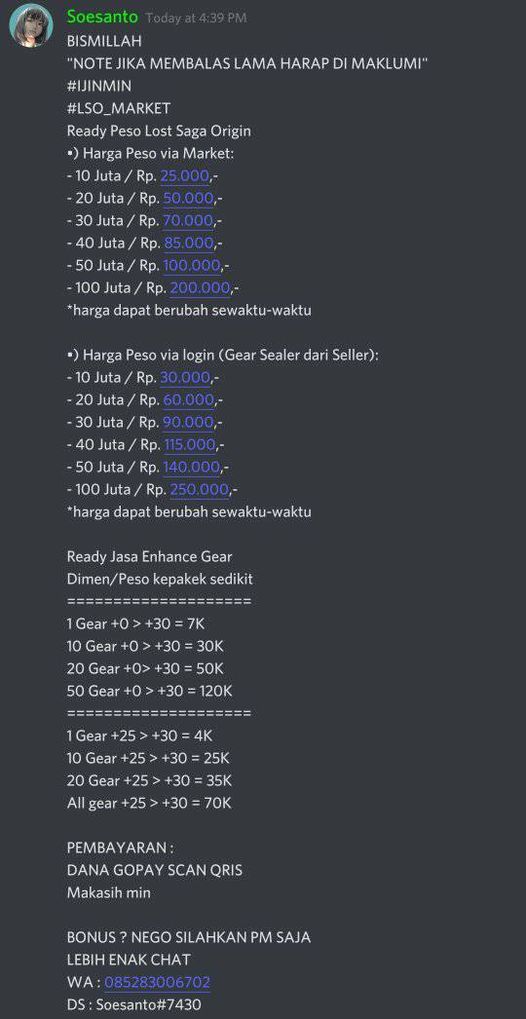 Soesanto Today at 4:39 PM
BISMILLAH
"NOTE JIKA MEMBALAS LAMA HARAP DI MAKLUMI"
#IJINMIN
#LSO_MARKET
Ready Peso Lost Saga Origin
▪) Harga Peso via Market:
- 10 Juta / Rp. 25.000,-
- 20 Juta / Rp. 50.000,-
- 30 Juta / Rp. 70.000,-
- 40 Juta / Rp. 85.000,-
- 50 Juta / Rp. 100.000,-
- 100 Juta / Rp. 200.000,-
*harga dapat berubah sewaktu-waktu
▪) Harga Peso via login (Gear Sealer dari Seller):
- 10 Juta / Rp. 30.000,-
- 20 Juta / Rp. 60.000,-
- 30 Juta / Rp. 90.000,-
- 40 Juta / Rp. 115.000,-
- 50 Juta / Rp. 140.000,-
- 100 Juta / Rp. 250.000,-
*harga dapat berubah sewaktu-waktu
Ready Jasa Enhance Gear
Dimen/Peso kepakek sedikit
====================
1 Gear +0 > +30 = 7K
10 Gear +0 > +30 = 30K
20 Gear +0> +30 = 50K
50 Gear +0 > +30 = 120K
====================
1 Gear +25 > +30 = 4K
10 Gear +25 > +30 = 25K
20 Gear +25 > +30 = 35K
All gear +25 > +30 = 70K
PEMBAYARAN :
DANA GOPAY SCAN QRIS
Makasih min
BONUS ? NEGO SILAHKAN PM SAJA
LEBIH ENAK CHAT
WA : 085283006702
DS : Soesanto#7430